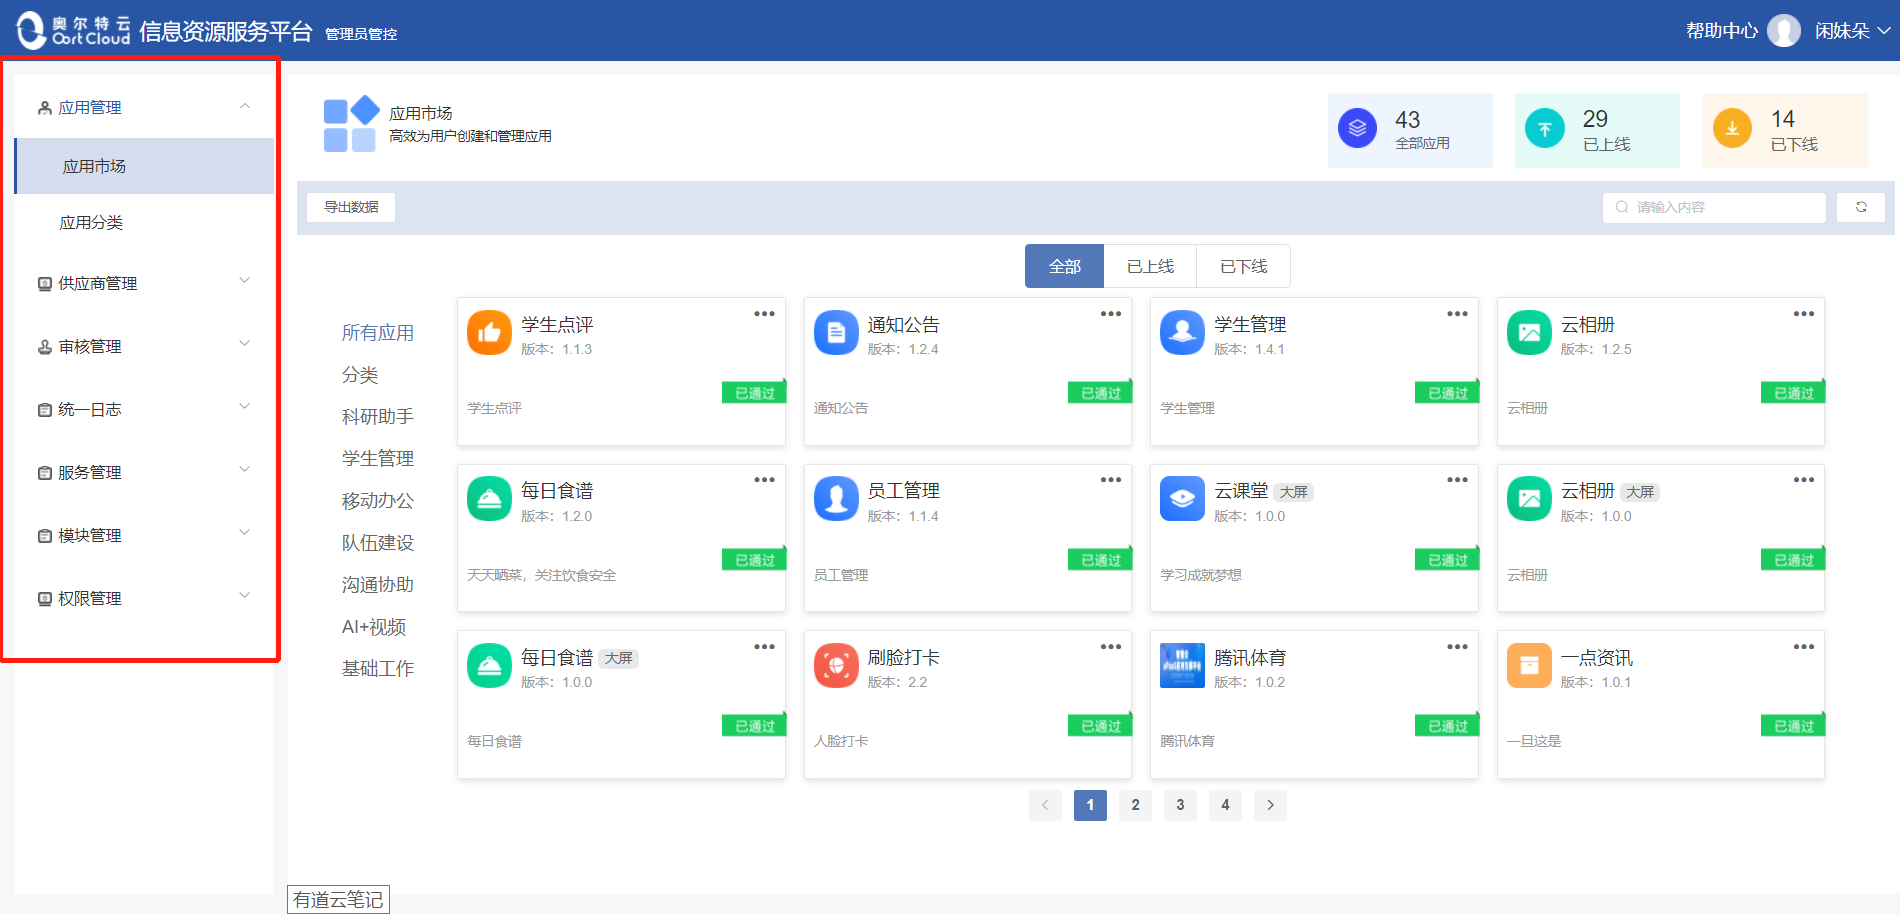 奥尔特云
OortCloud
信息资源服务平台 管理员管控
帮助中心 闲妹朵
应用管理
应用市场
应用分类
供应商管理
审核管理
统一日志
服务管理
模块管理
权限管理
应用市场
高效为用户创建和管理应用
43
全部应用
29
已上线
14
已下线
导出数据
请输入内容
全部 已上线 已下线
所有应用
分类
科研助手
学生管理
移动办公
队伍建设
沟通协助
AI+视频
基础工作
学生点评
版本：1.1.3
已通过
学生点评
通知公告
版本：1.2.4
已通过
通知公告
学生管理
版本：1.4.1
已通过
学生管理
云相册
版本：1.2.5
已通过
云相册
每日食谱
版本：1.2.0
已通过
天天晒菜，关注饮食安全
员工管理
版本：1.1.4
已通过
员工管理
云课堂 大屏
版本：1.0.0
已通过
学习成就梦想
云相册 大屏
版本：1.0.0
已通过
云相册
每日食谱 大屏
版本：1.0.0
已通过
每日食谱
刷脸打卡
版本：2.2
已通过
人脸打卡
腾讯体育
版本：1.0.2
已通过
腾讯体育
一点资讯
版本：1.0.1
已通过
一旦这是
1 2 3 4
有道云笔记